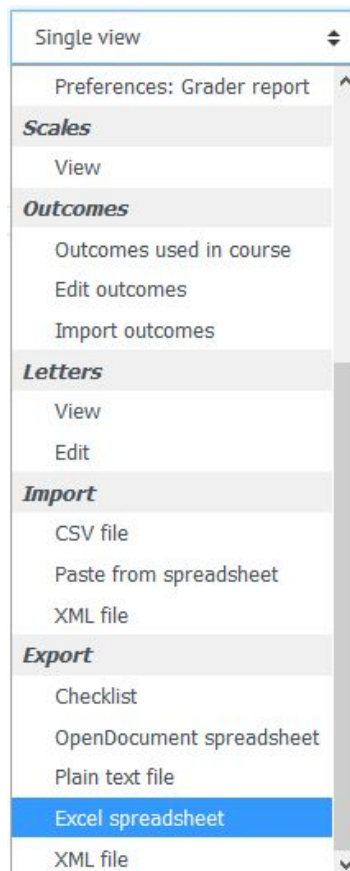 Single view
Preferences: Grader report
Scales
View
Outcomes
Outcomes used in course
Edit outcomes
Import outcomes
Letters
View
Edit
Import
CSV file
Paste from spreadsheet
XML file
Export
Checklist
OpenDocument spreadsheet
Plain text file
Excel spreadsheet
XML file